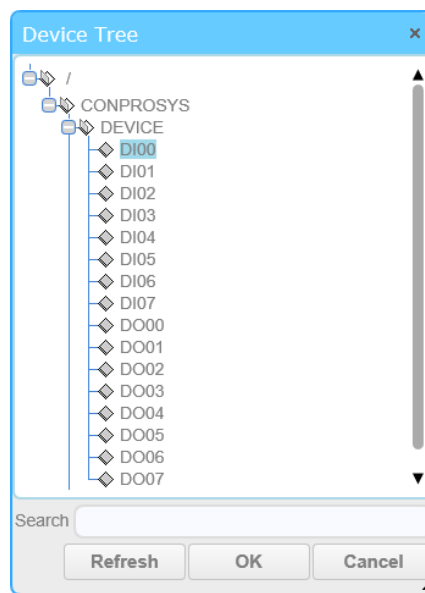 Device Tree ×
/
CONPROSYS
DEVICE
DI00
DI01
DI02
DI03
DI04
DI05
DI06
DI07
DO00
DO01
DO02
DO03
DO04
DO05
DO06
DO07
Search
Refresh OK Cancel